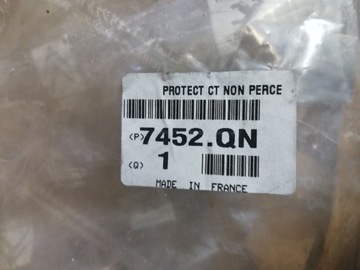 PROTECT CT NON PERCE
(P) 7452.QN
(Q) 1
MADE IN FRANCE